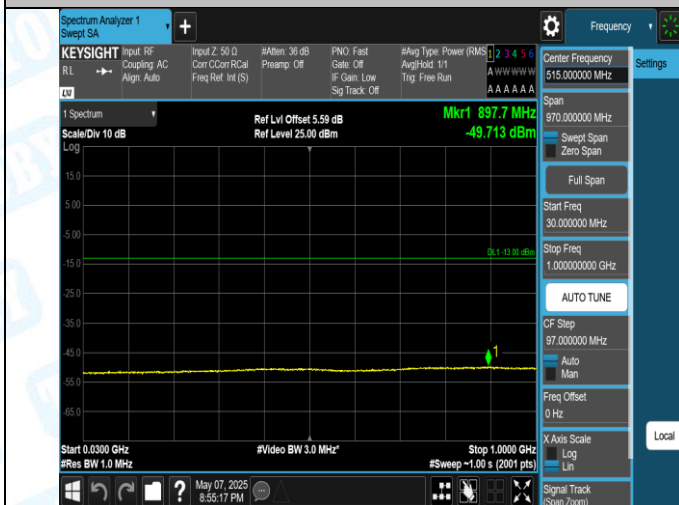 Spectrum Analyzer 1
Swept SA
Frequency
KEYSIGHT
RL
LXI
Input: RF
Coupling: AC
Align: Auto
Input Z: 50 Ω
Corr CCorr RCal
Freq Ref: Int (S)
#Atten: 36 dB
Preamp: Off
PNO: Fast
Gate: Off
IF Gain: Low
Sig Track: Off
#Avg Type: Power (RMS
Avg|Hold: 1/1
Trig: Free Run
1 2 3 4 5 6
A W W W W W
A A A A A A
1 Spectrum
Scale/Div 10 dB
Log
Ref Lvl Offset 5.59 dB
Ref Level 25.00 dBm
Mkr1 897.7 MHz
-49.713 dBm
15.0
5.00
-5.00
-15.0
-25.0
-35.0
-45.0
-55.0
-65.0
DL1 -13.00 dBm
1
Start 0.0300 GHz
#Res BW 1.0 MHz
#Video BW 3.0 MHz*
Stop 1.0000 GHz
#Sweep ~1.00 s (2001 pts)
Center Frequency
515.000000 MHz
Span
970.000000 MHz
Swept Span
Zero Span
Full Span
Start Freq
30.000000 MHz
Stop Freq
1.000000000 GHz
AUTO TUNE
CF Step
97.000000 MHz
Auto
Man
Freq Offset
0 Hz
X Axis Scale
Log
Lin
Signal Track
(Span Zoom)
Settings
Local
?
May 07, 2025
8:55:17 PM